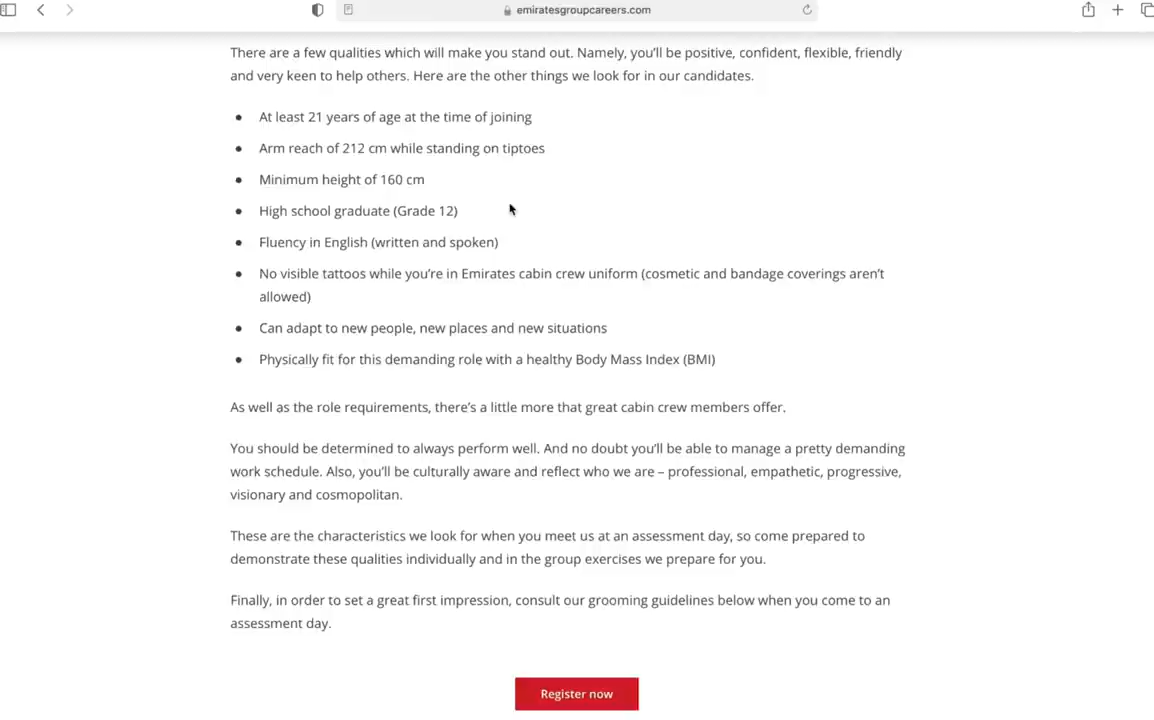 emiratesgroupcareers.com
There are a few qualities which will make you stand out. Namely, you'll be positive, confident, flexible, friendly
and very keen to help others. Here are the other things we look for in our candidates.
• At least 21 years of age at the time of joining
• Arm reach of 212 cm while standing on tiptoes
• Minimum height of 160 cm
• High school graduate (Grade 12)
• Fluency in English (written and spoken)
• No visible tattoos while you're in Emirates cabin crew uniform (cosmetic and bandage coverings aren't
allowed)
• Can adapt to new people, new places and new situations
• Physically fit for this demanding role with a healthy Body Mass Index (BMI)
As well as the role requirements, there's a little more that great cabin crew members offer.
You should be determined to always perform well. And no doubt you'll be able to manage a pretty demanding
work schedule. Also, you'll be culturally aware and reflect who we are – professional, empathetic, progressive,
visionary and cosmopolitan.
These are the characteristics we look for when you meet us at an assessment day, so come prepared to
demonstrate these qualities individually and in the group exercises we prepare for you.
Finally, in order to set a great first impression, consult our grooming guidelines below when you come to an
assessment day.
Register now